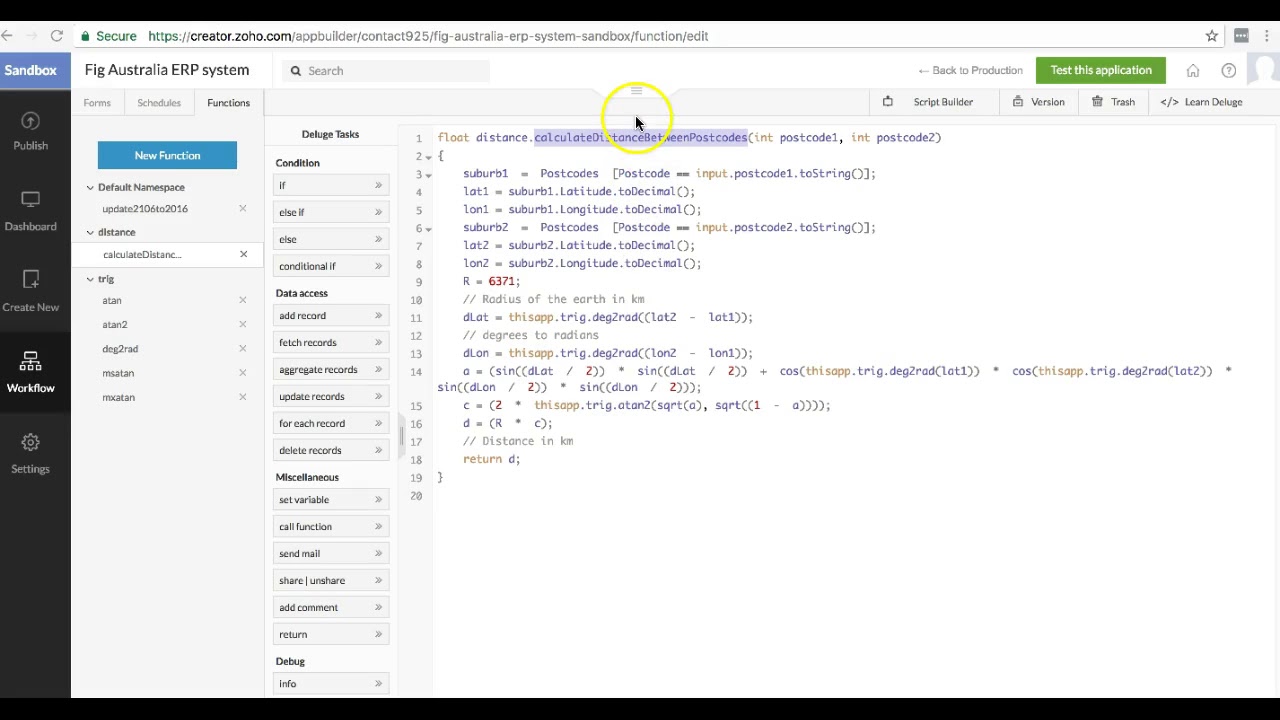 Secure
https://creator.zoho.com/appbuilder/contact925/fig-australia-erp-system-sandbox/function/edit
Sandbox
Fig Australia ERP system
Search
← Back to Production
Test this application
Forms
Schedules
Functions
Script Builder
Version
Trash
</> Learn Deluge
Publish
Dashboard
Create New
Workflow
Settings
New Function
Default Namespace
update2106to2016
distance
calculateDistanc...
trig
atan
atan2
deg2rad
msatan
mxatan
Deluge Tasks
Condition
if
else if
else
conditional if
Data access
add record
fetch records
aggregate records
update records
for each record
delete records
Miscellaneous
set variable
call function
send mail
share | unshare
add comment
return
Debug
info
1 float distance.calculateDistanceBetweenPostcodes(int postcode1, int postcode2)
2 {
3 suburb1 = Postcodes [Postcode == input.postcode1.toString()];
4 lat1 = suburb1.Latitude.toDecimal();
5 lon1 = suburb1.Longitude.toDecimal();
6 suburb2 = Postcodes [Postcode == input.postcode2.toString()];
7 lat2 = suburb2.Latitude.toDecimal();
8 lon2 = suburb2.Longitude.toDecimal();
9 R = 6371;
10 // Radius of the earth in km
11 dLat = thisapp.trig.deg2rad((lat2 - lat1));
12 // degrees to radians
13 dLon = thisapp.trig.deg2rad((lon2 - lon1));
14 a = (sin((dLat / 2)) * sin((dLat / 2)) + cos(thisapp.trig.deg2rad(lat1)) * cos(thisapp.trig.deg2rad(lat2)) *
sin((dLon / 2)) * sin((dLon / 2)));
15 c = (2 * thisapp.trig.atan2(sqrt(a), sqrt((1 - a))));
16 d = (R * c);
17 // Distance in km
18 return d;
19 }
20